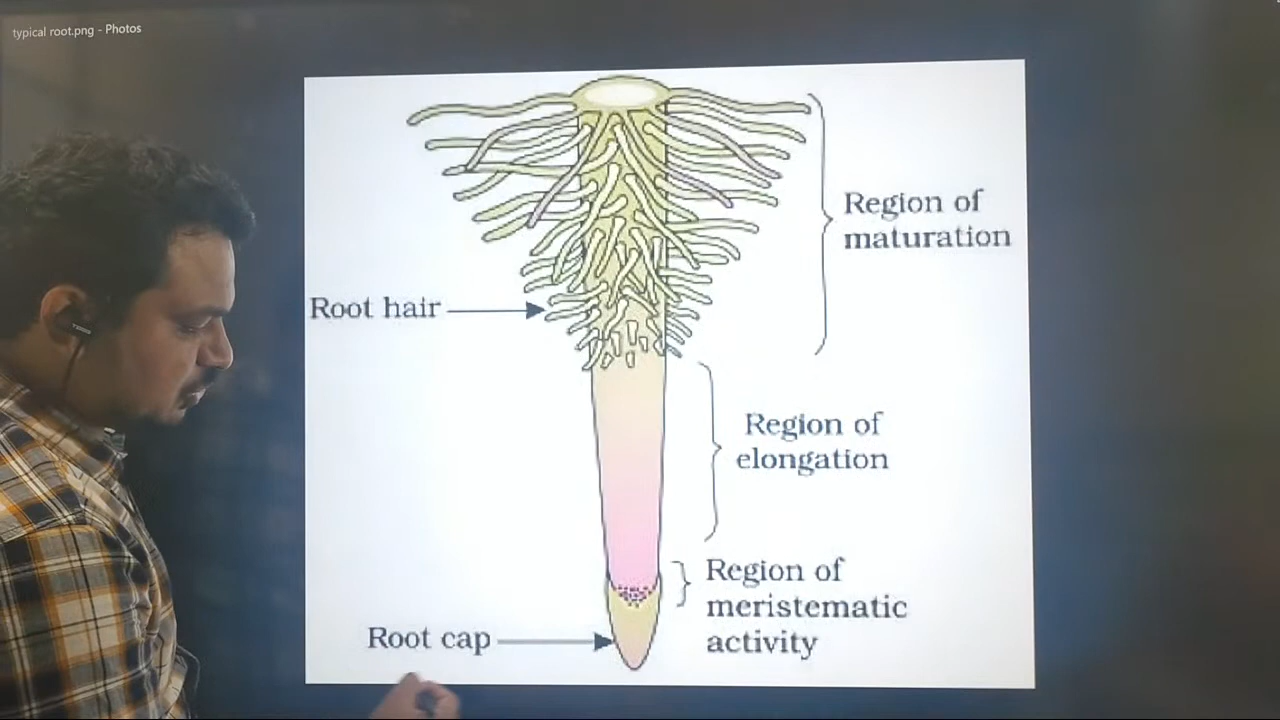 typical root.png - Photos
Region of
maturation
Root hair
Region of
elongation
Region of
meristematic
activity
Root cap